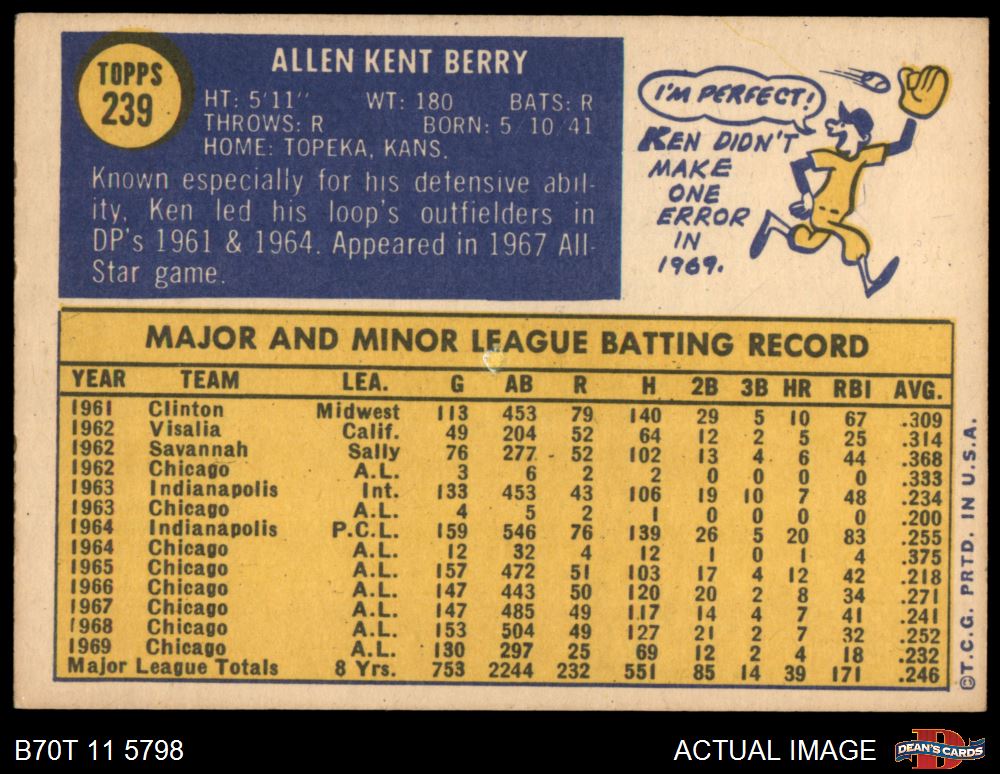 TOPPS
239
ALLEN KENT BERRY
HT: 5'11" WT: 180 BATS: R
THROWS: R BORN: 5 10 41
HOME: TOPEKA, KANS.
Known especially for his defensive abil-
ity, Ken led his loop's outfielders in
DP's 1961 & 1964. Appeared in 1967 All-
Star game.
I'M PERFECT!
KEN DIDN'T
MAKE
ONE
ERROR
IN
1969.
MAJOR AND MINOR LEAGUE BATTING RECORD
YEAR TEAM LEA. G AB R H 2B 3B HR RBI AVG.
1961 Clinton Midwest 113 453 79 140 29 5 10 67 .309
1962 Visalia Calif. 49 204 52 64 12 2 5 25 .314
1962 Savannah Sally 76 277 52 102 13 4 6 44 .368
1962 Chicago A.L. 3 6 2 2 0 0 0 0 .333
1963 Indianapolis Int. 133 453 43 106 19 10 7 48 .234
1963 Chicago A.L. 4 5 2 1 0 0 0 0 .200
1964 Indianapolis P.C.L. 159 546 76 139 26 5 20 83 .255
1964 Chicago A.L. 12 32 4 12 1 0 1 4 .375
1965 Chicago A.L. 157 472 51 103 17 4 12 42 .218
1966 Chicago A.L. 147 443 50 120 20 2 8 34 .271
1967 Chicago A.L. 147 485 49 117 14 4 7 41 .241
1968 Chicago A.L. 153 504 49 127 21 2 7 32 .252
1969 Chicago A.L. 130 297 25 69 12 2 4 18 .232
Major League Totals 8 Yrs. 753 2244 232 551 85 14 39 171 .246
©T.C.G. PRTD. IN U.S.A.
B70T 11 5798
ACTUAL IMAGE
D
DEAN'S CARDS